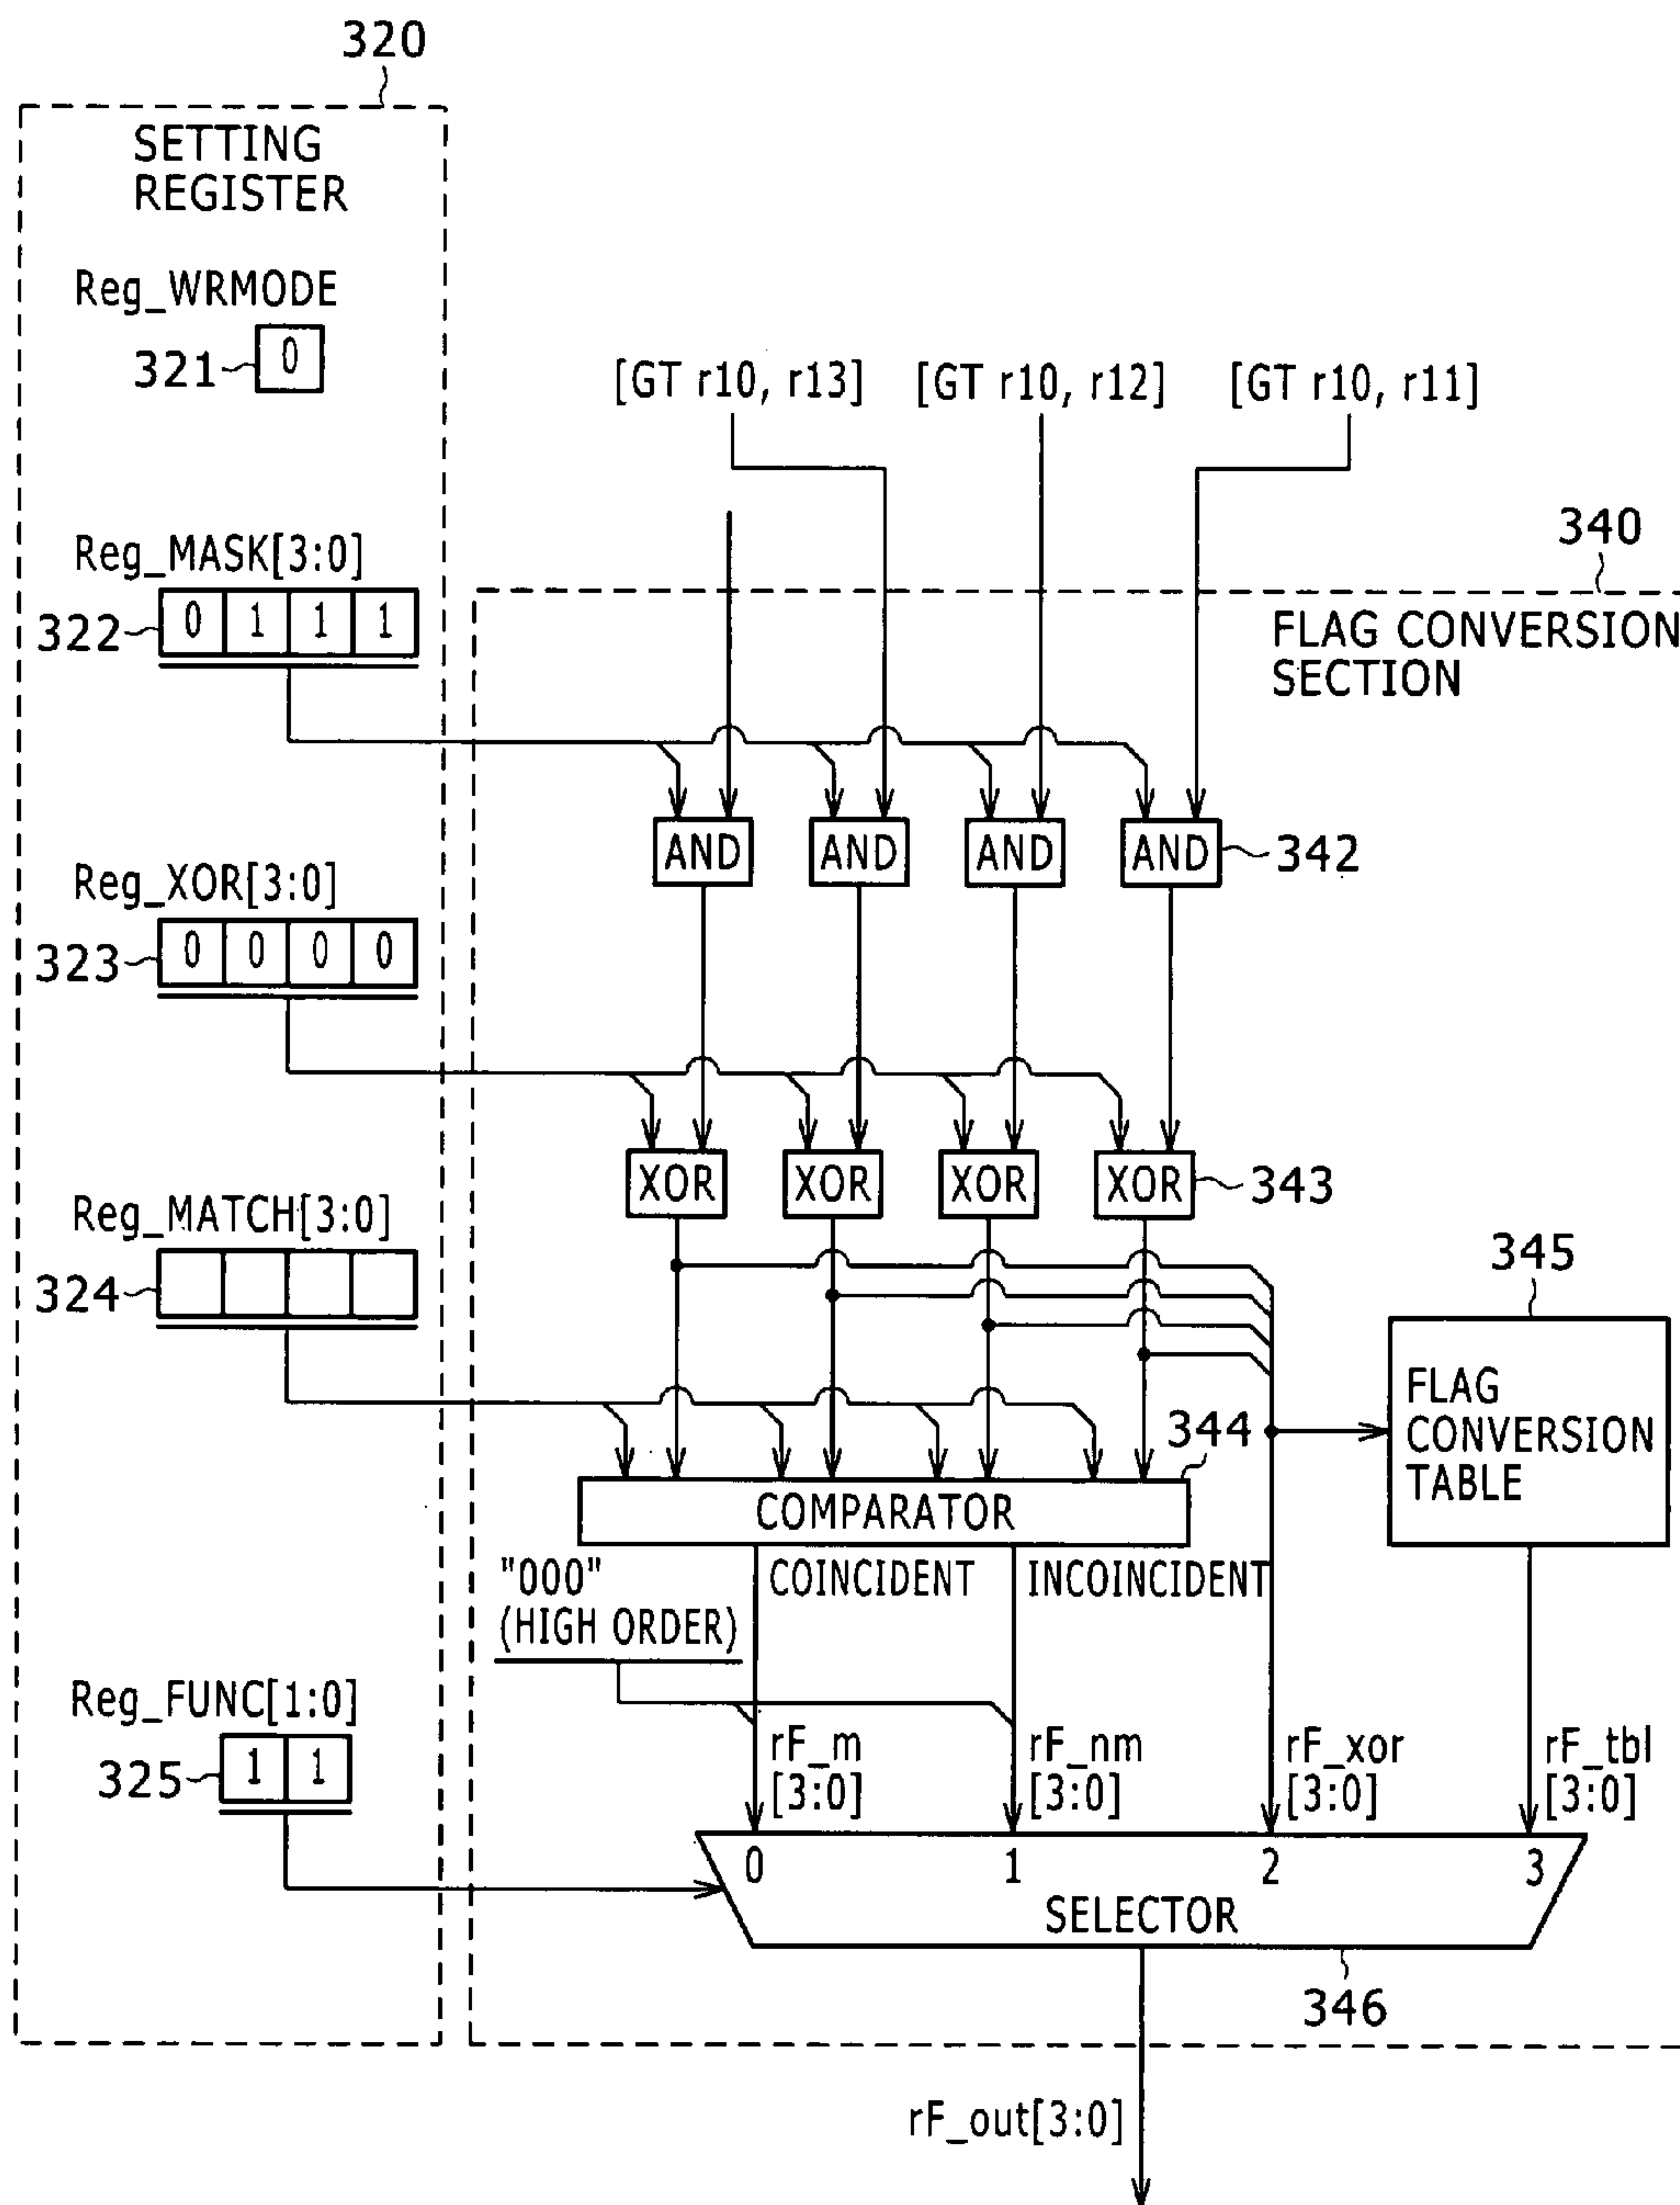 320
SETTING
REGISTER
Reg_WRMODE
321
0
[GT r10, r13] [GT r10, r12] [GT r10, r11]
340
Reg_MASK[3:0]
322
0 1 1 1
FLAG CONVERSION
SECTION
AND AND AND AND 342
Reg_XOR[3:0]
323
0 0 0 0
XOR XOR XOR XOR 343
Reg_MATCH[3:0]
324
345
FLAG
CONVERSION
TABLE
344
COMPARATOR
"000"
(HIGH ORDER)
COINCIDENT
INCOINCIDENT
Reg_FUNC[1:0]
325
1 1
rF_m
[3:0]
rF_nm
[3:0]
rF_xor
[3:0]
rF_tbl
[3:0]
0 1 2 3
SELECTOR
346
rF_out[3:0]